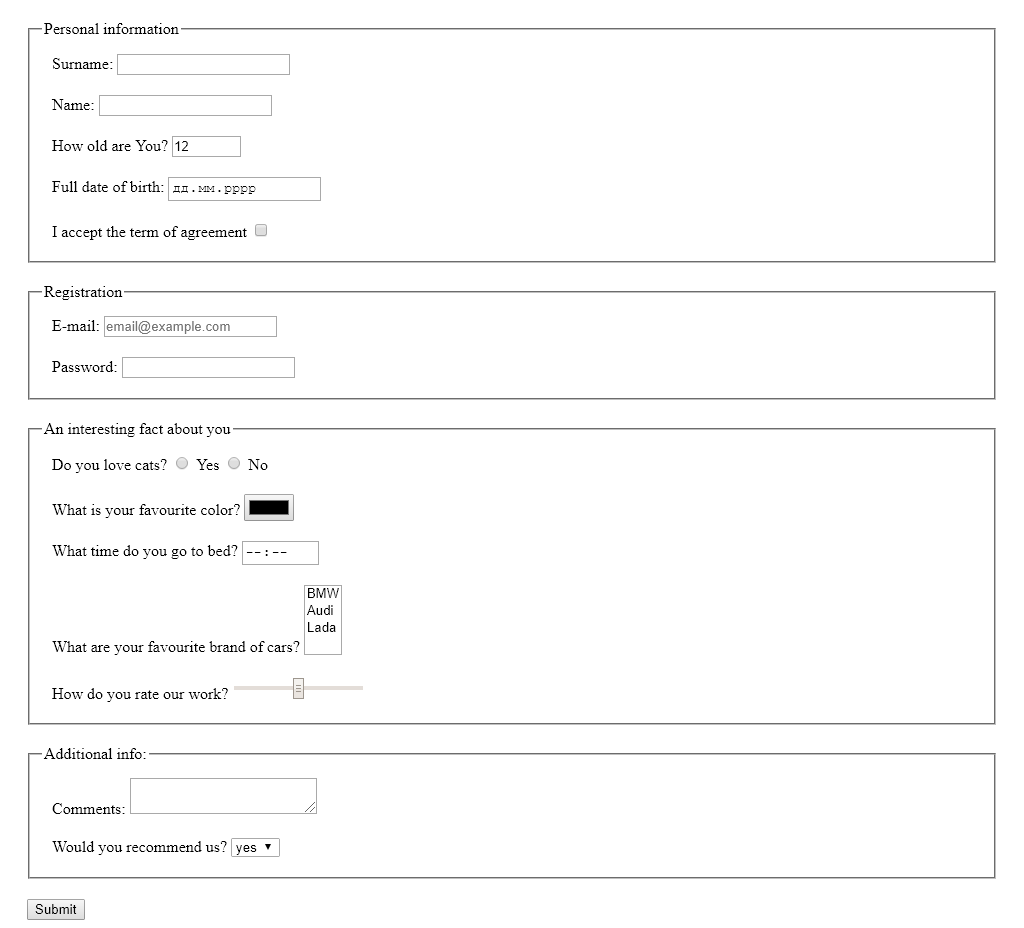 Personal information
Surname:
Name:
How old are You? 12
Full date of birth: дд.мм.рррр
I accept the term of agreement
Registration
E-mail: email@example.com
Password:
An interesting fact about you
Do you love cats? Yes No
What is your favourite color?
What time do you go to bed? --:--
BMW
Audi
Lada
What are your favourite brand of cars?
How do you rate our work?
Additional info:
Comments:
Would you recommend us? yes
Submit